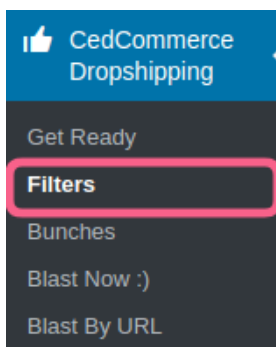 CedCommerce
Dropshipping
Get Ready
Filters
Bunches
Blast Now :)
Blast By URL